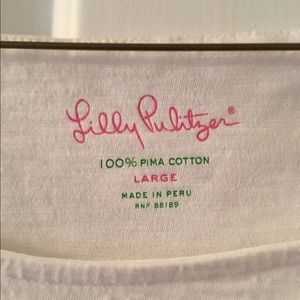 Lilly Pulitzer®
100% PIMA COTTON
LARGE
MADE IN PERU
RN# 88189